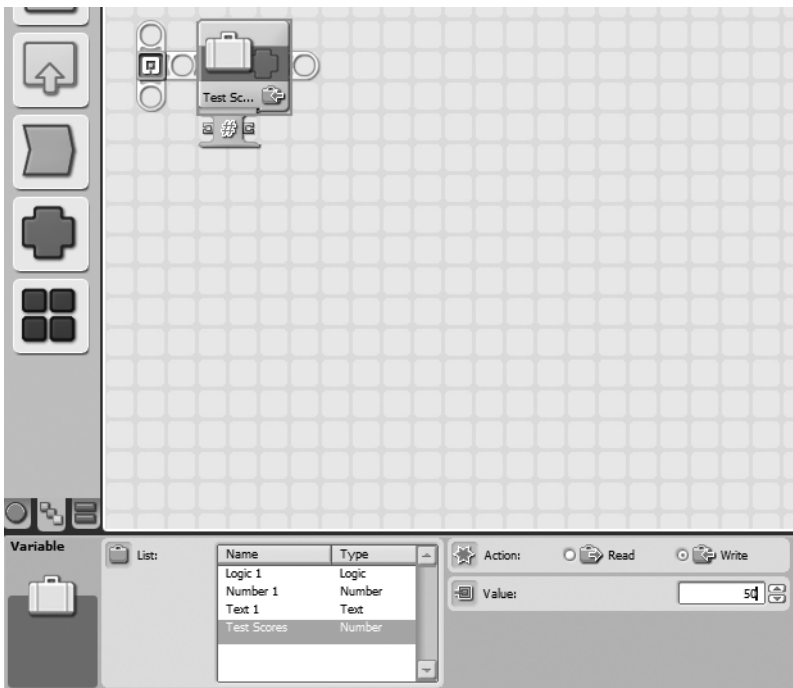 Test Sc...
#
Variable
List:
Name Type
Logic 1 Logic
Number 1 Number
Text 1 Text
Test Scores Number
Action: Read Write
Value: 50